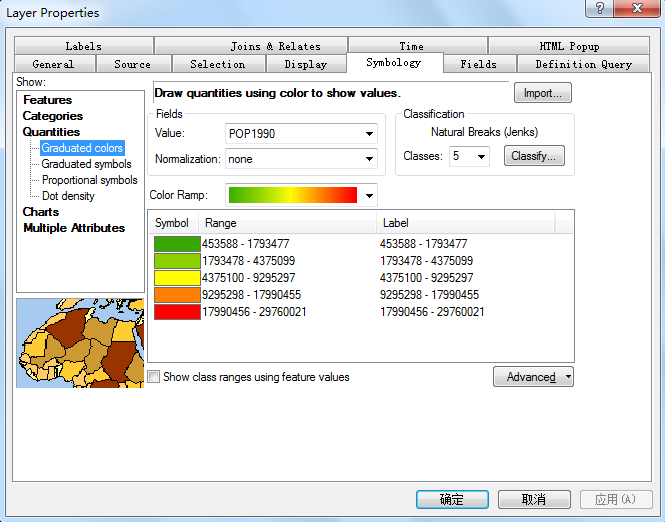 Layer Properties
Labels Joins & Relates Time HTML Popup
General Source Selection Display Symbology Fields Definition Query
Show:
Features
Categories
Quantities
Graduated colors
Graduated symbols
Proportional symbols
Dot density
Charts
Multiple Attributes
Draw quantities using color to show values.
Import...
Fields
Value: POP1990
Normalization: none
Classification
Natural Breaks (Jenks)
Classes: 5 Classify...
Color Ramp:
Symbol Range Label
453588 - 1793477 453588 - 1793477
1793478 - 4375099 1793478 - 4375099
4375100 - 9295297 4375100 - 9295297
9295298 - 17990455 9295298 - 17990455
17990456 - 29760021 17990456 - 29760021
Show class ranges using feature values
Advanced
确定 取消 应用(A)